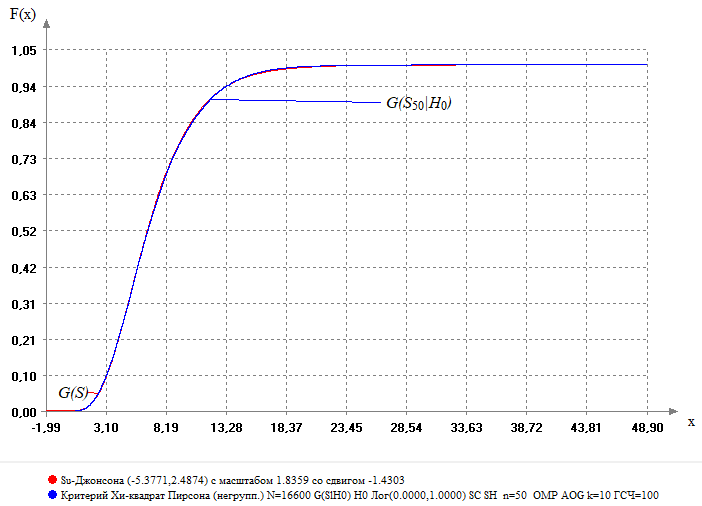 F(x)
1,05
0,94
0,84
G(S50|H0)
0,73
0,63
0,52
0,42
0,31
0,21
0,10
G(S)
0,00
-1,99 3,10 8,19 13,28 18,37 23,45 28,54 33,63 38,72 43,81 48,90
x
Su-Джонсона (-5.3771,2.4874) с масштабом 1.8359 со сдвигом -1.4303
Критерий Хи-квадрат Пирсона (негрупп.) N=16600 G(S|H0) H0 Лог(0.0000,1.0000) SC SH n=50 ОМР AOG k=10 ГСЧ=100